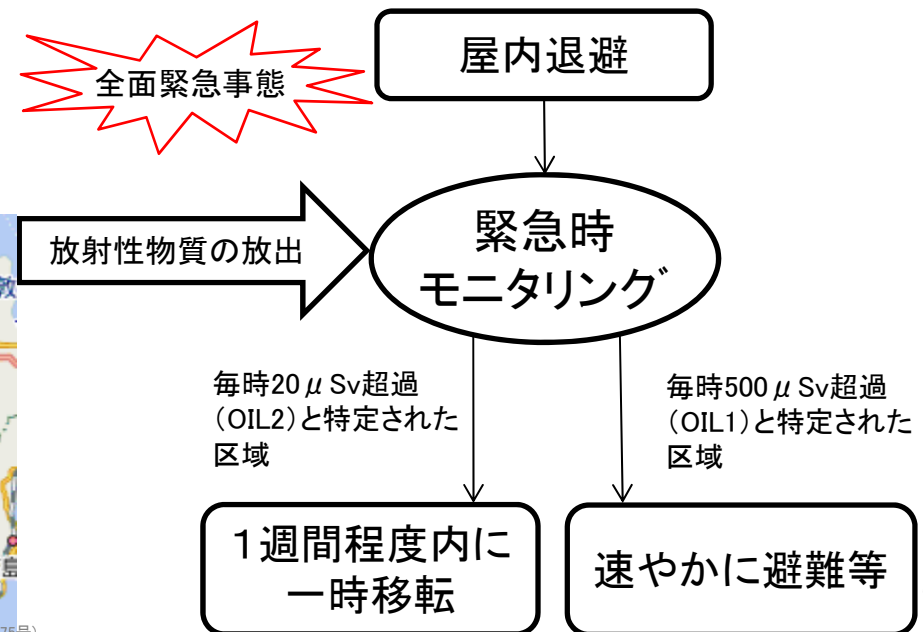 全面緊急事態
屋内退避
放射性物質の放出
緊急時
モニタリング
毎時20μSv超過
(OIL2)と特定された
区域
毎時500μSv超過
(OIL1)と特定された
区域
1週間程度内に
一時移転
速やかに避難等